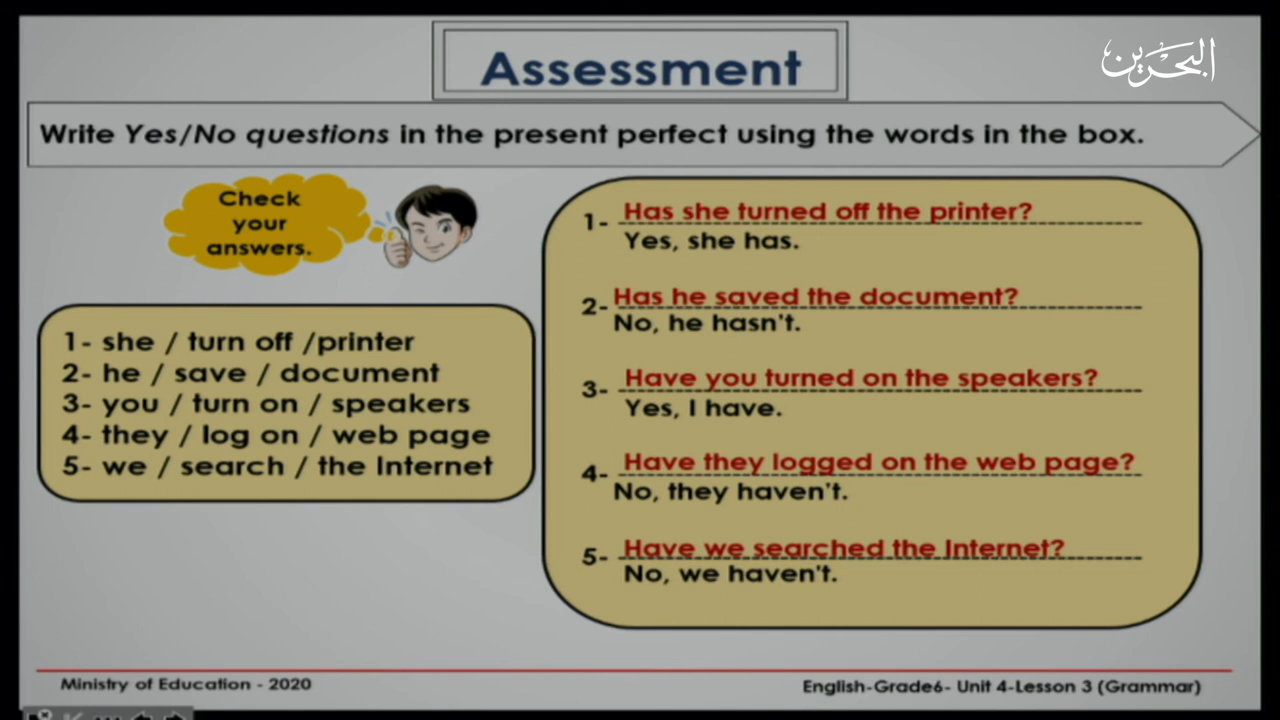 Assessment
البحرين
Write Yes/No questions in the present perfect using the words in the box.
Check
your
answers.
1- she / turn off /printer
2- he / save / document
3- you / turn on / speakers
4- they / log on / web page
5- we / search / the Internet
1- Has she turned off the printer?
Yes, she has.
2- Has he saved the document?
No, he hasn't.
3- Have you turned on the speakers?
Yes, I have.
4- Have they logged on the web page?
No, they haven't.
5- Have we searched the Internet?
No, we haven't.
Ministry of Education - 2020
English-Grade6- Unit 4-Lesson 3 (Grammar)